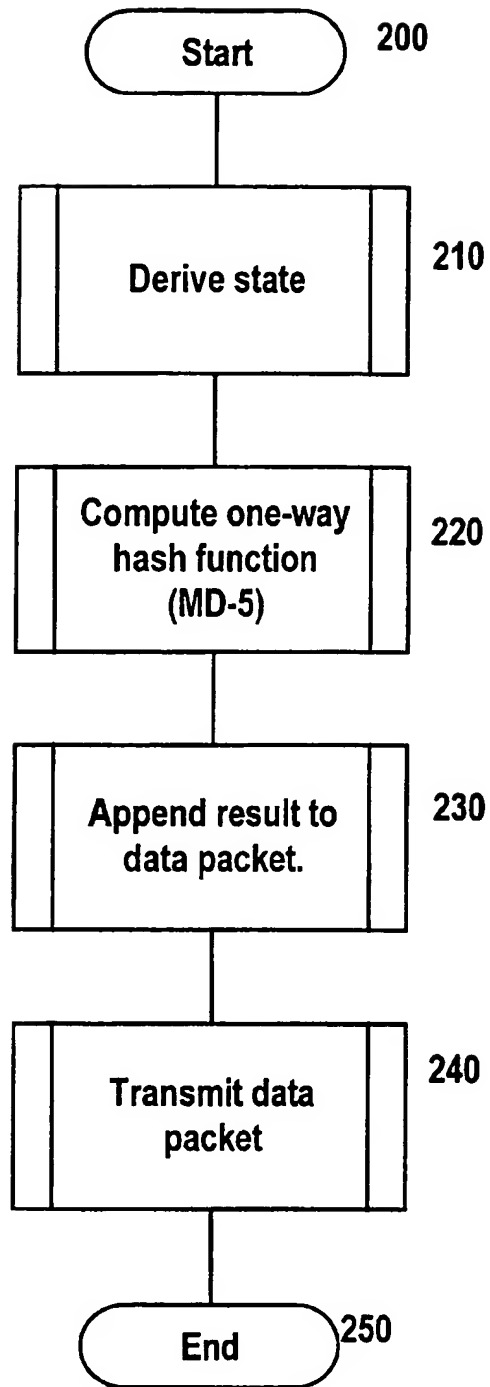 Start
200
Derive state
210
Compute one-way
hash function
(MD-5)
220
Append result to
data packet.
230
Transmit data
packet
240
End
250